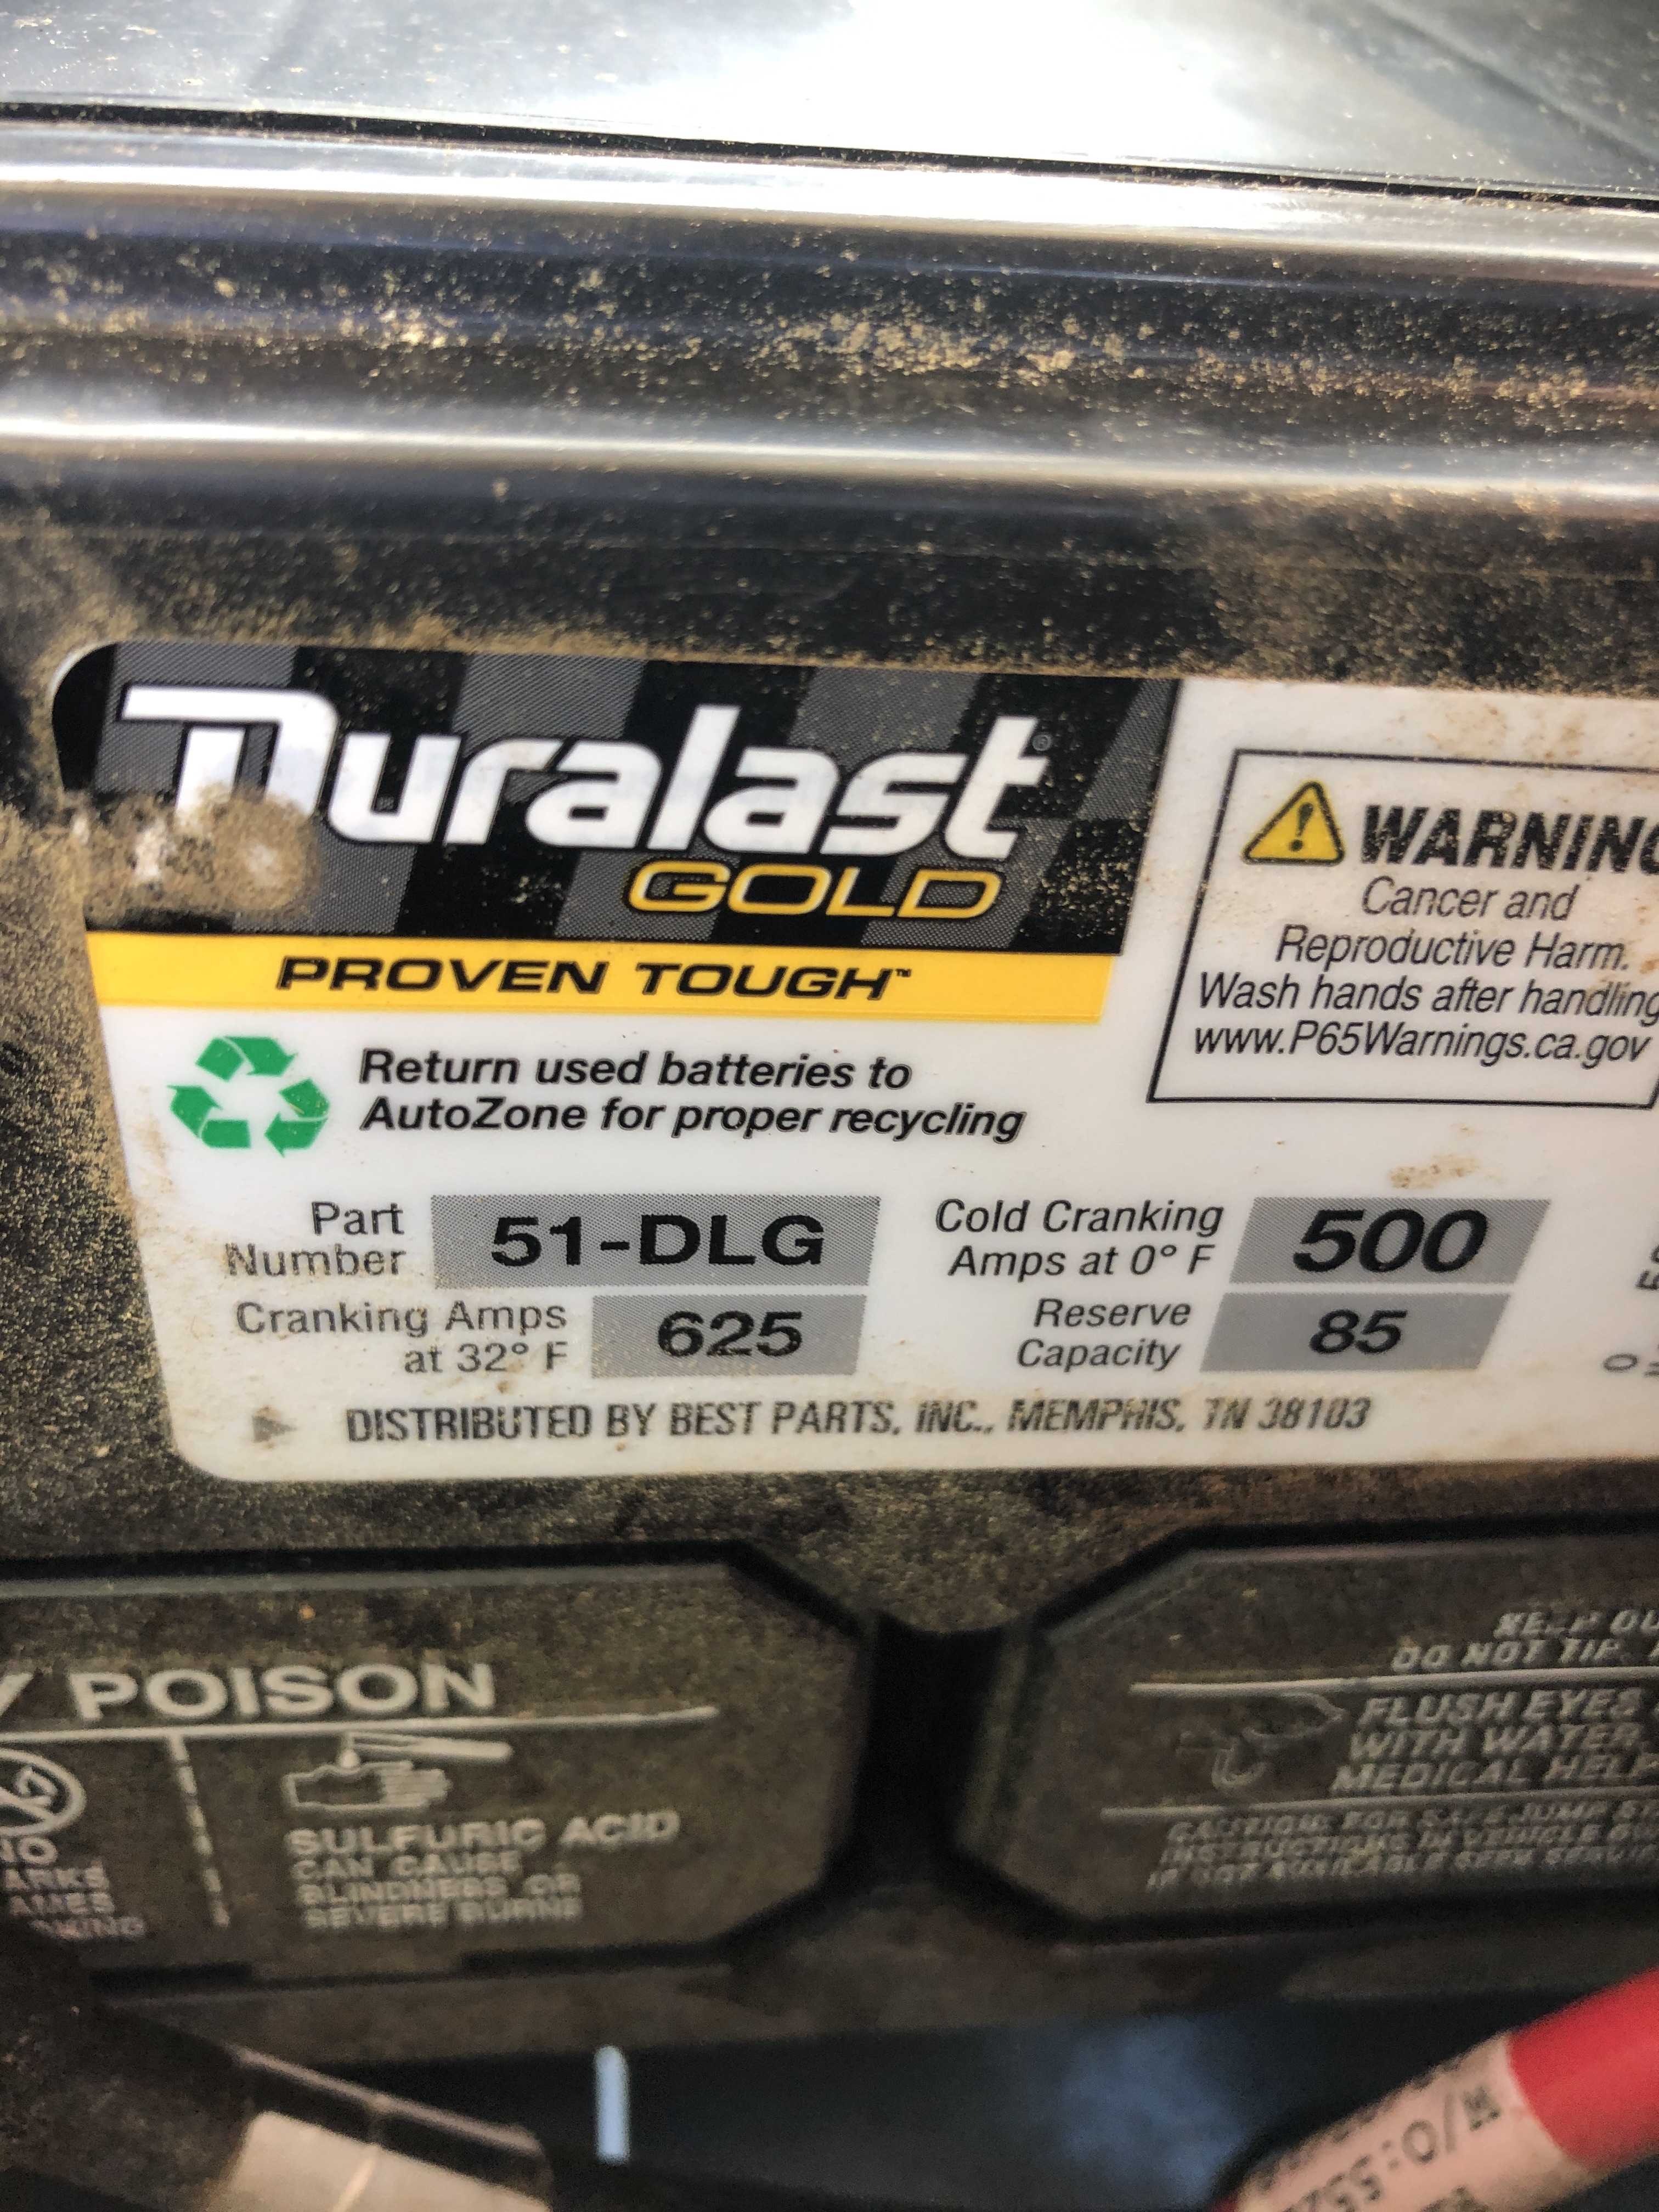 Duralast®
GOLD
PROVEN TOUGH™
WARNING
Cancer and
Reproductive Harm.
Wash hands after handling
www.P65Warnings.ca.gov
Return used batteries to
AutoZone for proper recycling
Part Number 51-DLG
Cold Cranking Amps at 0° F 500
Cranking Amps at 32° F 625
Reserve Capacity 85
DISTRIBUTED BY BEST PARTS, INC., MEMPHIS, TN 38103
POISON
SULFURIC ACID
CAN CAUSE
BLINDNESS OR
SEVERE BURNS
DO NOT TIP.
FLUSH EYES
WITH WATER
MEDICAL HELP
W/O:552